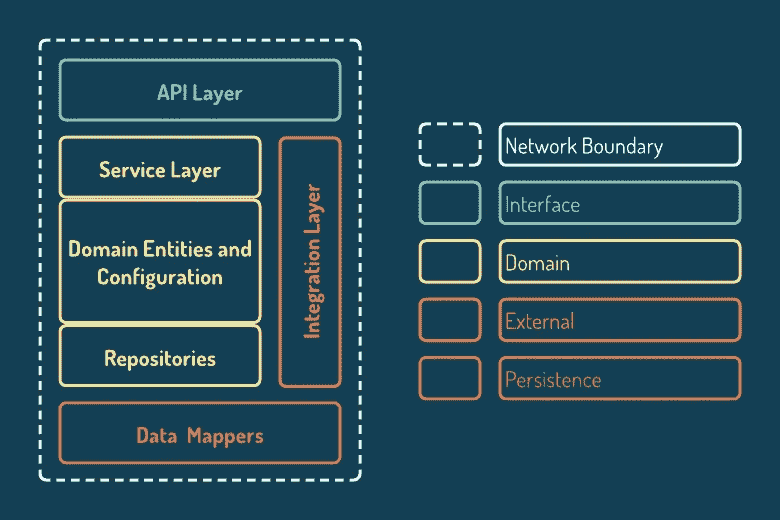 API Layer
Service Layer
Domain Entities and
Configuration
Repositories
Integration Layer
Data Mappers
Network Boundary
Interface
Domain
External
Persistence